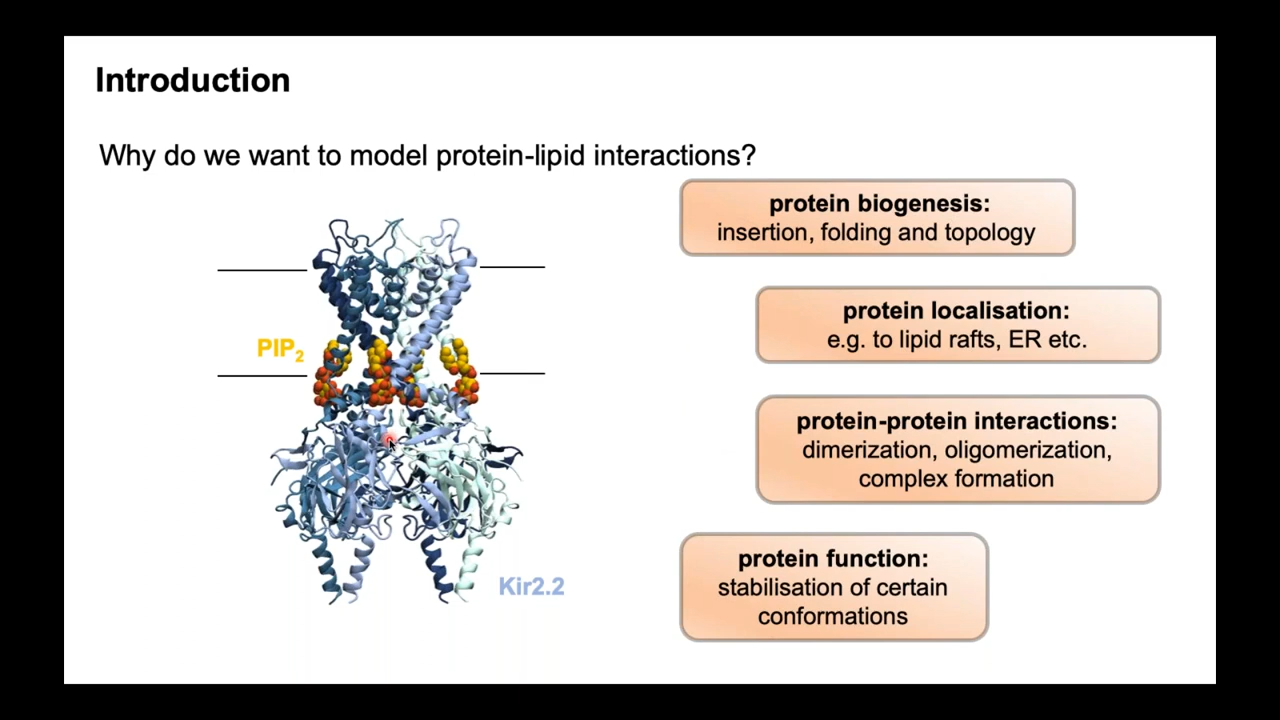 Introduction
Why do we want to model protein-lipid interactions?
protein biogenesis:
insertion, folding and topology
protein localisation:
e.g. to lipid rafts, ER etc.
PIP2
protein-protein interactions:
dimerization, oligomerization,
complex formation
protein function:
stabilisation of certain
conformations
Kir2.2